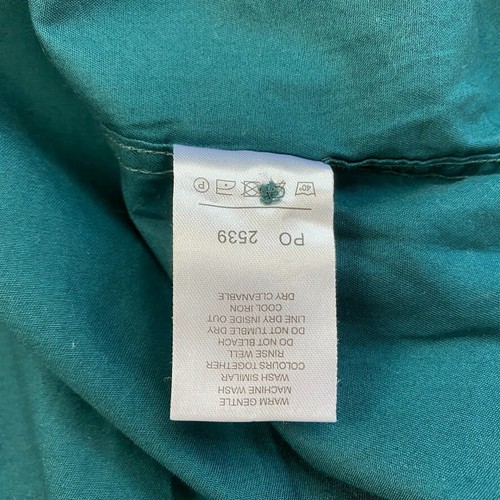 WARM GENTLE
MACHINE WASH
WASH SIMILAR
COLOURS TOGETHER
RINSE WELL
DO NOT BLEACH
DO NOT TUMBLE DRY
LINE DRY INSIDE OUT
COOL IRON
DRY CLEANABLE
PO 2539
40° P